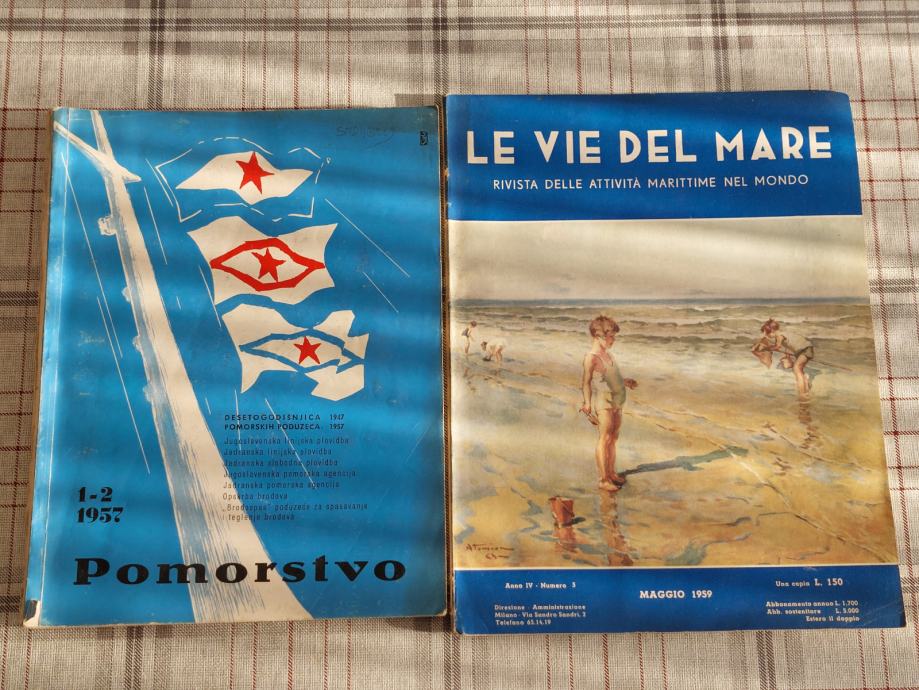 DESETOGODIŠNJICA 1947
POMORSKIH PODUZEĆA 1957
Jugoslavenska linijska plovidba
Jadranska linijska plovidba
Jadranska slobodna plovidba
Jugoslavenska pomorska agencija
Jadranska pomorska agencija
Opskrba brodova
„Brodospas" poduzeće za spasavanje
i tegljenje brodova
1-2
1957
Pomorstvo
LE VIE DEL MARE
RIVISTA DELLE ATTIVITÀ MARITTIME NEL MONDO
Anno IV - Numero 5
MAGGIO 1959
Una copia L. 150
Direzione - Amministrazione
Milano - Via Sandro Sandri, 2
Telefono 65.14.19
Abbonamento annuo L. 1.700
Abb. sostenitore L. 5.000
Estero il doppio